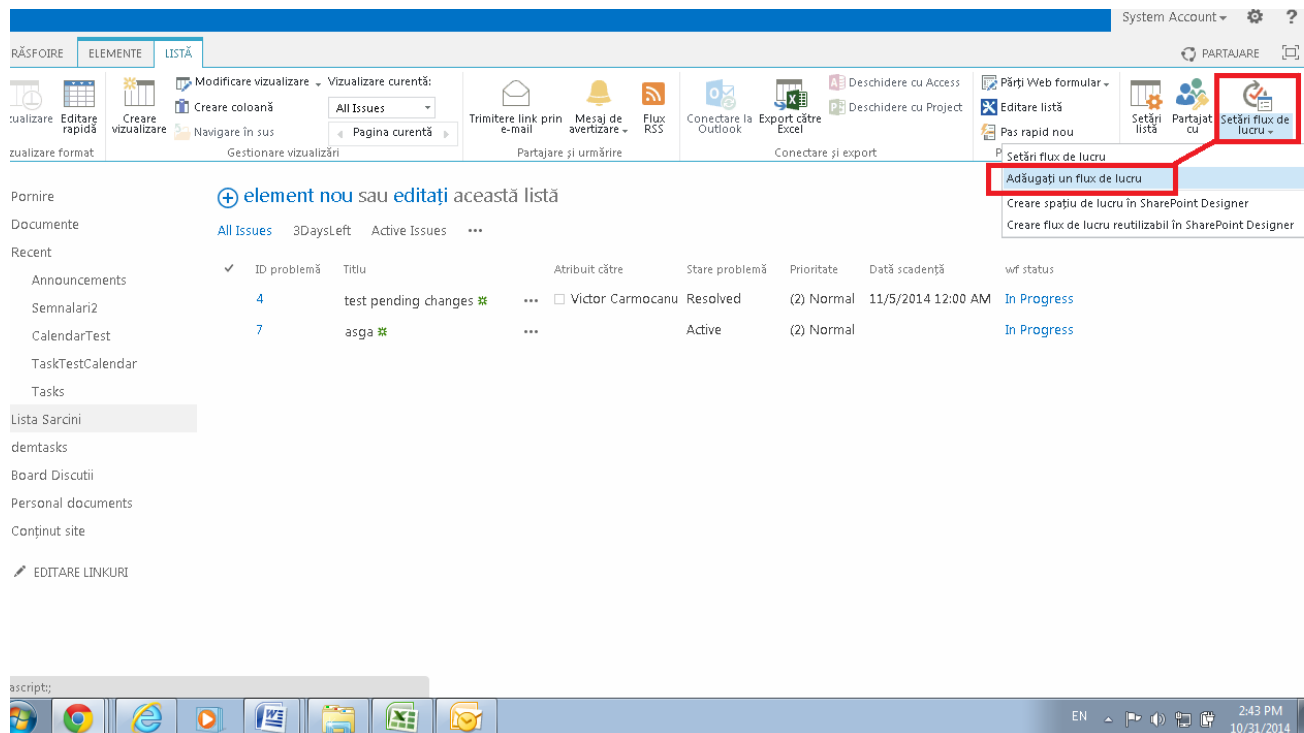 System Account
?
RĂSFOIRE ELEMENTE LISTĂ PARTAJARE
Editare rapidă
Creare vizualizare
Modificare vizualizare
Creare coloană
Navigare în sus
Vizualizare curentă:
All Issues
Pagina curentă
Gestionare vizualizări
Trimitere link prin e-mail
Mesaj de avertizare
Flux RSS
Partajare și urmărire
Conectare la Outlook
Export către Excel
Deschidere cu Access
Deschidere cu Project
Conectare și export
Părți Web formular
Editare listă
Pas rapid nou
Setări listă
Partajat cu
Setări flux de lucru
Setări flux de lucru
Adăugați un flux de lucru
Creare spațiu de lucru în SharePoint Designer
Creare flux de lucru reutilizabil în SharePoint Designer
Pornire
Documente
Recent
Announcements
Semnalari2
CalendarTest
TaskTestCalendar
Tasks
Lista Sarcini
demtasks
Board Discutii
Personal documents
Conținut site
EDITARE LINKURI
element nou sau editați această listă
All Issues 3DaysLeft Active Issues ...
ID problemă Titlu Atribuit către Stare problemă Prioritate Dată scadență wf status
4 test pending changes ... Victor Carmocanu Resolved (2) Normal 11/5/2014 12:00 AM In Progress
7 asga ... Active (2) Normal In Progress
ascript:;
EN
2:43 PM
10/31/2014